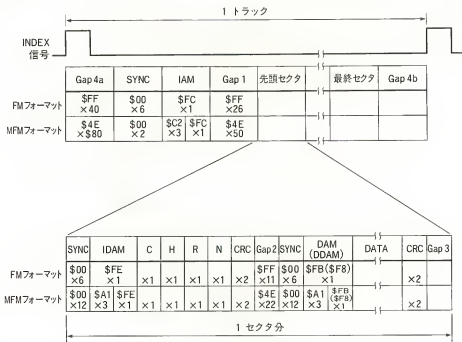 1 トラック
INDEX
信号
Gap 4a SYNC IAM Gap 1 先頭セクタ 最終セクタ Gap 4b
FMフォーマット $FF ×40 $00 ×6 $FC ×1 $FF ×26
MFMフォーマット $4E ×$80 $00 ×2 $C2 ×3 $FC ×1 $4E ×50
SYNC IDAM C H R N CRC Gap2 SYNC DAM (DDAM) DATA CRC Gap 3
FMフォーマット $00 ×6 $FE ×1 ×1 ×1 ×1 ×1 ×2 $FF ×11 $00 ×6 $FB($F8) ×1 ×2
MFMフォーマット $00 ×12 $A1 ×3 $FE ×1 ×1 ×1 ×1 ×1 ×2 $4E ×22 $00 ×12 $A1 ×3 $FB ($F8) ×1 ×2
1 セクタ分